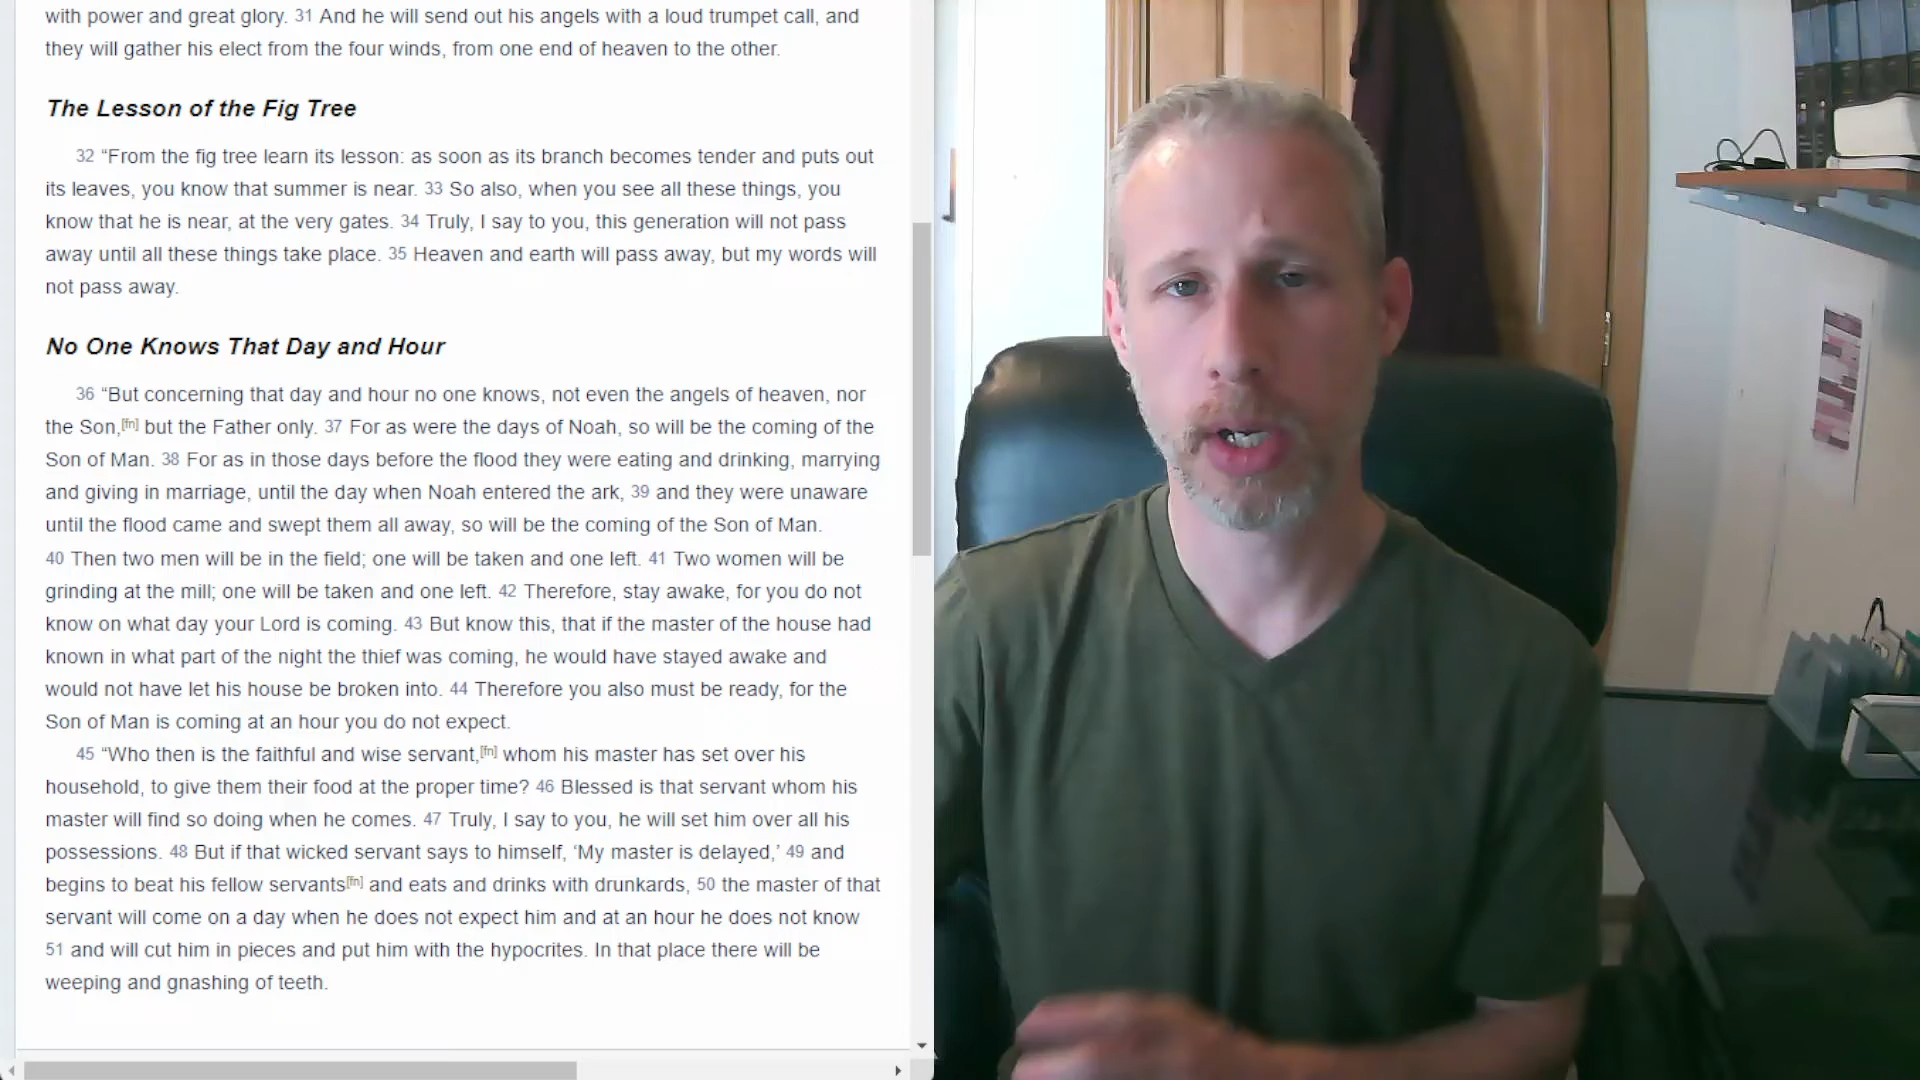 with power and great glory. 31 And he will send out his angels with a loud trumpet call, and
they will gather his elect from the four winds, from one end of heaven to the other.
The Lesson of the Fig Tree
32 “From the fig tree learn its lesson: as soon as its branch becomes tender and puts out
its leaves, you know that summer is near. 33 So also, when you see all these things, you
know that he is near, at the very gates. 34 Truly, I say to you, this generation will not pass
away until all these things take place. 35 Heaven and earth will pass away, but my words will
not pass away.
No One Knows That Day and Hour
36 “But concerning that day and hour no one knows, not even the angels of heaven, nor
the Son,[fn] but the Father only. 37 For as were the days of Noah, so will be the coming of the
Son of Man. 38 For as in those days before the flood they were eating and drinking, marrying
and giving in marriage, until the day when Noah entered the ark, 39 and they were unaware
until the flood came and swept them all away, so will be the coming of the Son of Man.
40 Then two men will be in the field; one will be taken and one left. 41 Two women will be
grinding at the mill; one will be taken and one left. 42 Therefore, stay awake, for you do not
know on what day your Lord is coming. 43 But know this, that if the master of the house had
known in what part of the night the thief was coming, he would have stayed awake and
would not have let his house be broken into. 44 Therefore you also must be ready, for the
Son of Man is coming at an hour you do not expect.
45 “Who then is the faithful and wise servant,[fn] whom his master has set over his
household, to give them their food at the proper time? 46 Blessed is that servant whom his
master will find so doing when he comes. 47 Truly, I say to you, he will set him over all his
possessions. 48 But if that wicked servant says to himself, ‘My master is delayed,’ 49 and
begins to beat his fellow servants[fn] and eats and drinks with drunkards, 50 the master of that
servant will come on a day when he does not expect him and at an hour he does not know
51 and will cut him in pieces and put him with the hypocrites. In that place there will be
weeping and gnashing of teeth.